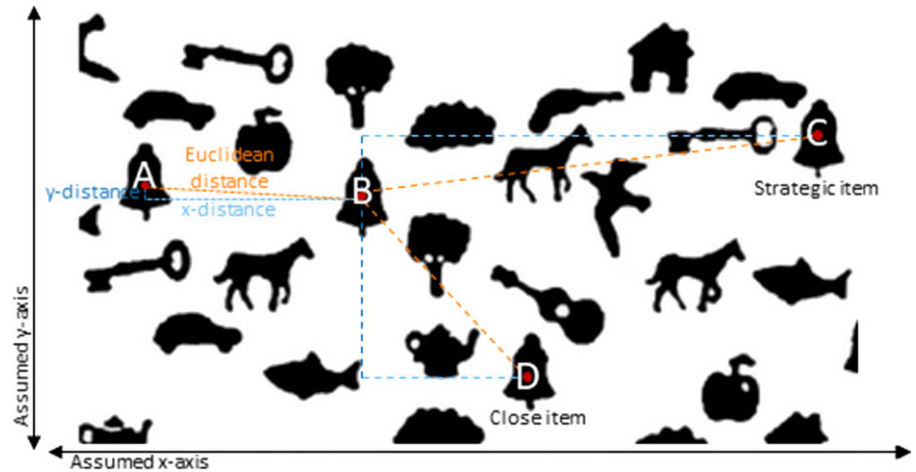 C
Strategic item
Euclidean
distance
A
y-distance
x-distance
B
D
Close item
Assumed y-axis
Assumed x-axis